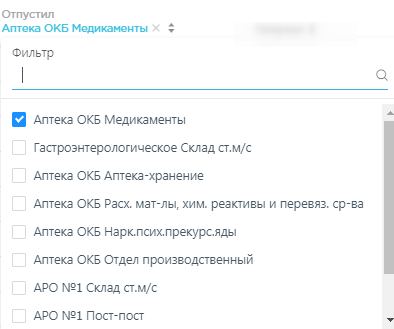 Отпустил
Аптека ОКБ Медикаменты
Фильтр
Аптека ОКБ Медикаменты
Гастроэнтерологическое Склад ст.м/с
Аптека ОКБ Аптека-хранение
Аптека ОКБ Расх. мат-лы, хим. реактивы и перевяз. ср-ва
Аптека ОКБ Нарк.псих.прекурс.яды
Аптека ОКБ Отдел производственный
АРО №1 Склад ст.м/с
АРО №1 Пост-пост